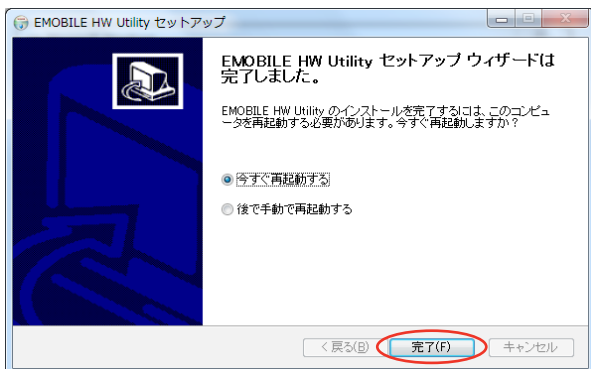 EMOBILE HW Utility セットアップ
EMOBILE HW Utility セットアップ ウィザードは
完了しました。
EMOBILE HW Utility のインストールを完了するには、このコンピュ
ータを再起動する必要があります。今すぐ再起動しますか？
今すぐ再起動する
後で手動で再起動する
< 戻る(B) 完了(F) キャンセル